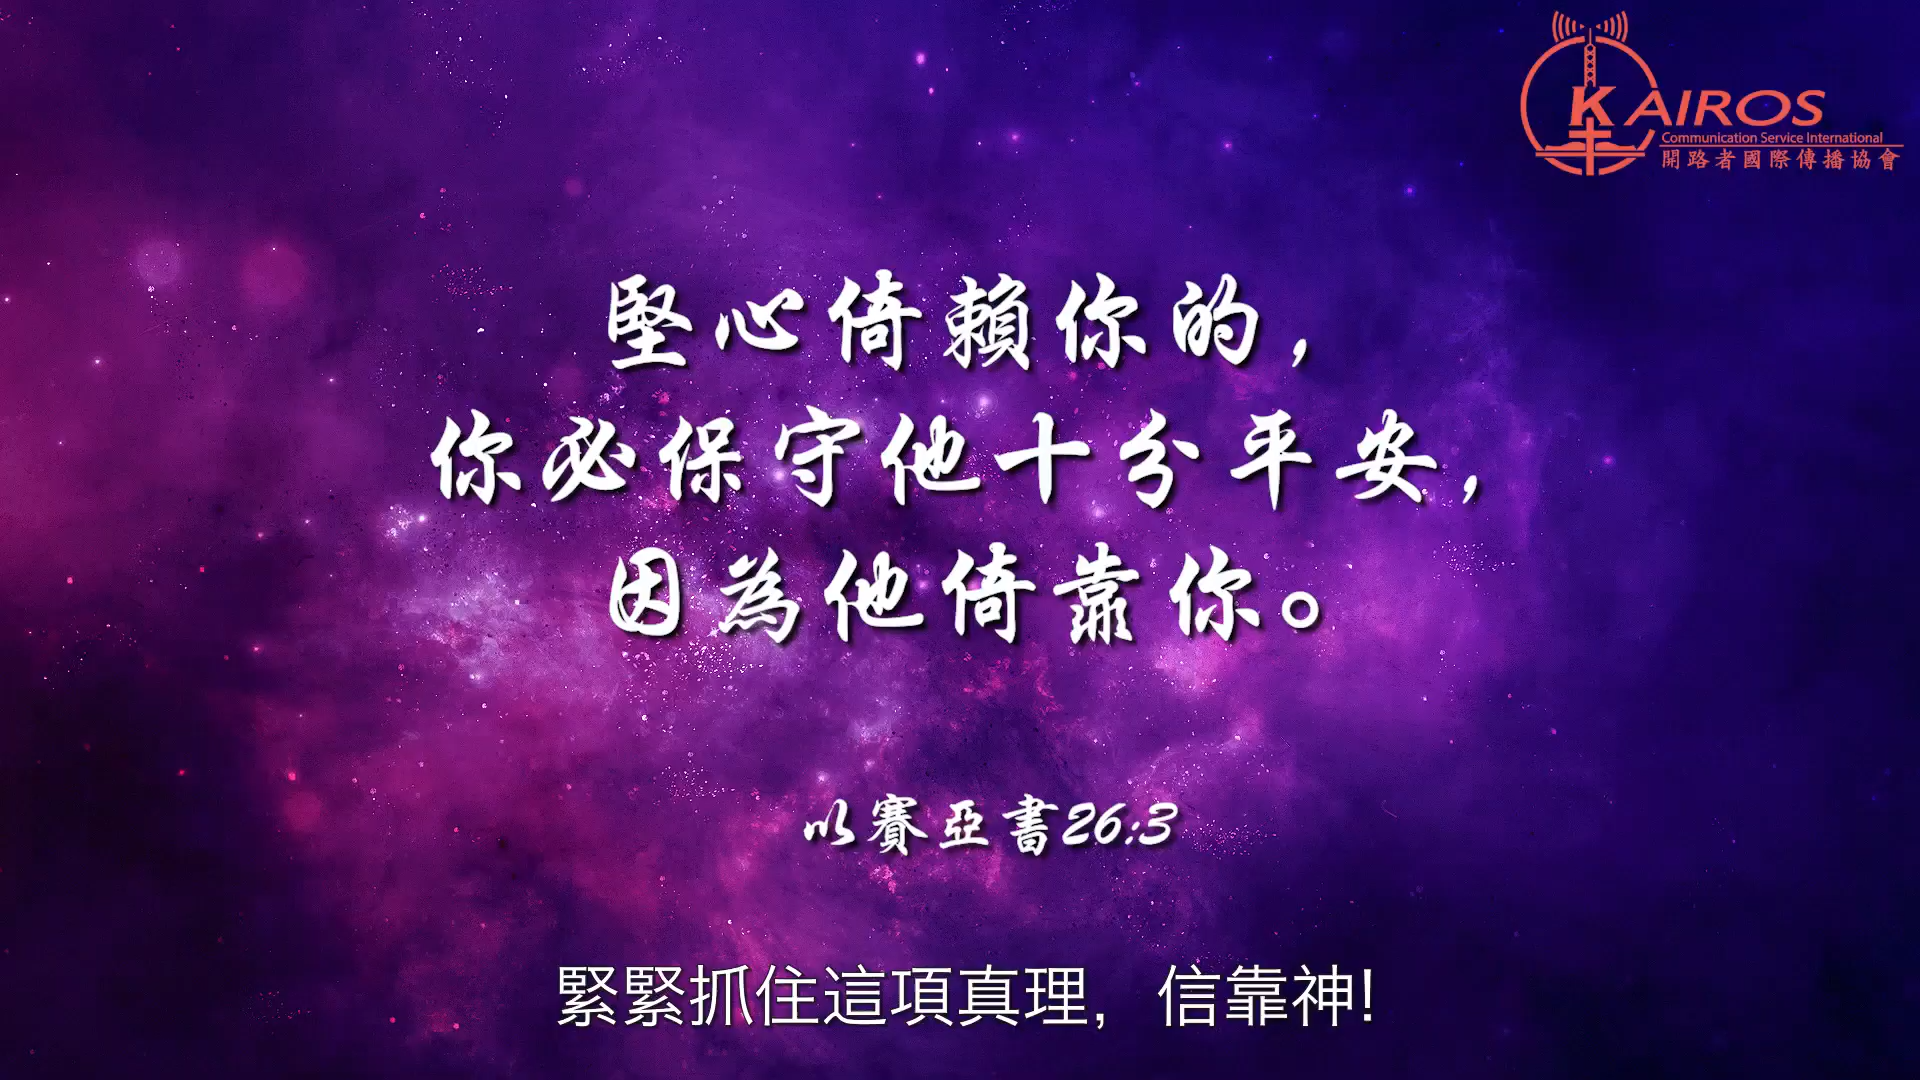 KAIROS
Communication Service International
開路者國際傳播協會
堅心倚賴你的,
你必保守他十分平安,
因為他倚靠你。
以賽亞書26:3
緊緊抓住這項真理,信靠神!